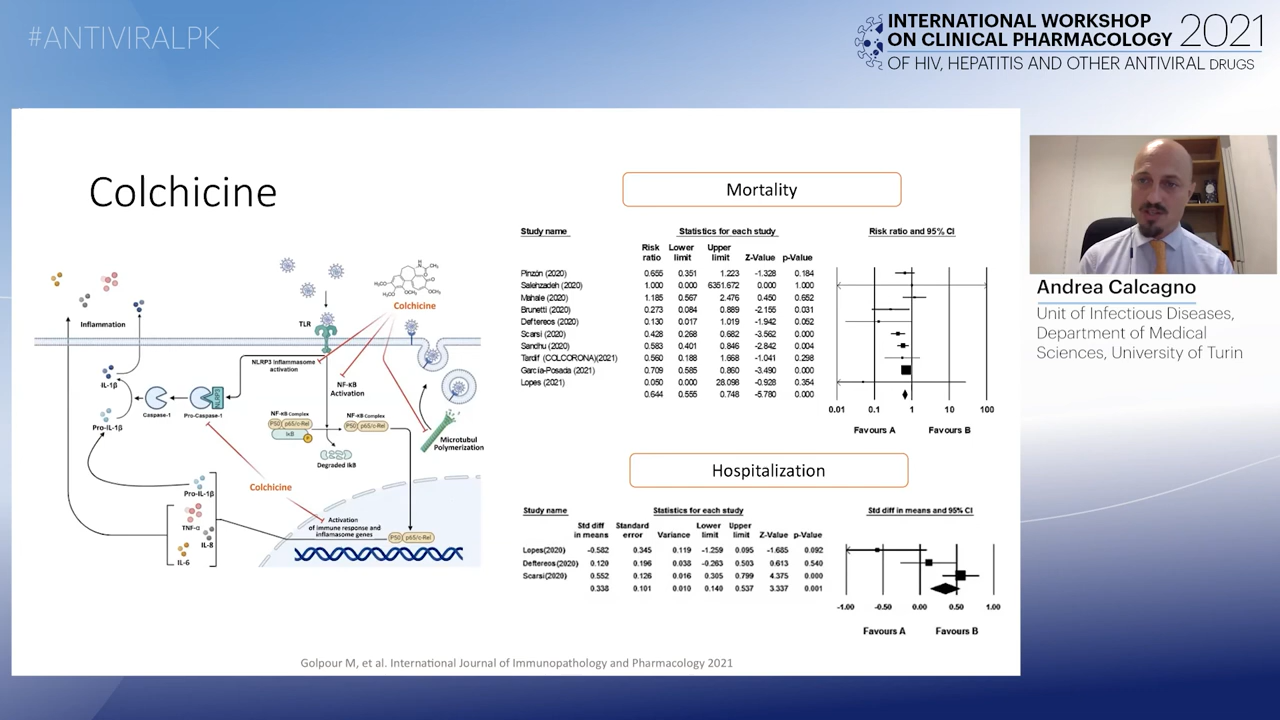 #ANTIVIRALPK
INTERNATIONAL WORKSHOP
ON CLINICAL PHARMACOLOGY 2021
OF HIV, HEPATITIS AND OTHER ANTIVIRAL DRUGS
Colchicine
Inflammation
TLR
Colchicine
NLRP3 Inflammasome
activation
NF-KB
Activation
IL-1β
Caspase-1
Pro-Caspase-1
NLRP3
Pro-IL-1β
NF-KB Complex
P50 p65/c-Rel
IkB
P
NF-KB Complex
P50 p65/c-Rel
Degraded IkB
Microtubul
Polymerization
Colchicine
Pro-IL-1β
TNF-α
IL-8
IL-6
Activation
of immune response and
inflamasome genes
P50 p65/c-Rel
Mortality
Study name Statistics for each study Risk ratio and 95% CI
Risk Lower Upper
ratio limit limit Z-Value p-Value
Pinzón (2020) 0.655 0.351 1.223 -1.328 0.184
Salehzadeh (2020) 1.000 0.000 6351.672 0.000 1.000
Mahale (2020) 1.185 0.567 2.476 0.450 0.652
Brunetti (2020) 0.273 0.084 0.889 -2.155 0.031
Deftereos (2020) 0.130 0.017 1.019 -1.942 0.052
Scarsi (2020) 0.428 0.268 0.682 -3.562 0.000
Sandhu (2020) 0.583 0.401 0.846 -2.842 0.004
Tardif (COLCORONA)(2021) 0.560 0.188 1.668 -1.041 0.298
Garcia-Posada (2021) 0.709 0.585 0.860 -3.490 0.000
Lopes (2021) 0.050 0.000 28.098 -0.928 0.354
0.644 0.555 0.748 -5.780 0.000
0.01 0.1 1 10 100
Favours A Favours B
Hospitalization
Study name Statistics for each study Std diff in means and 95% CI
Std diff Standard Lower Upper
in means error Variance limit limit Z-Value p-Value
Lopes(2020) -0.582 0.345 0.119 -1.259 0.095 -1.685 0.092
Deftereos(2020) 0.120 0.196 0.038 -0.263 0.503 0.613 0.540
Scarsi(2020) 0.552 0.126 0.016 0.305 0.799 4.375 0.000
0.338 0.101 0.010 0.140 0.537 3.337 0.001
-1.00 -0.50 0.00 0.50 1.00
Favours A Favours B
Golpour M, et al. International Journal of Immunopathology and Pharmacology 2021
Andrea Calcagno
Unit of Infectious Diseases,
Department of Medical
Sciences, University of Turin